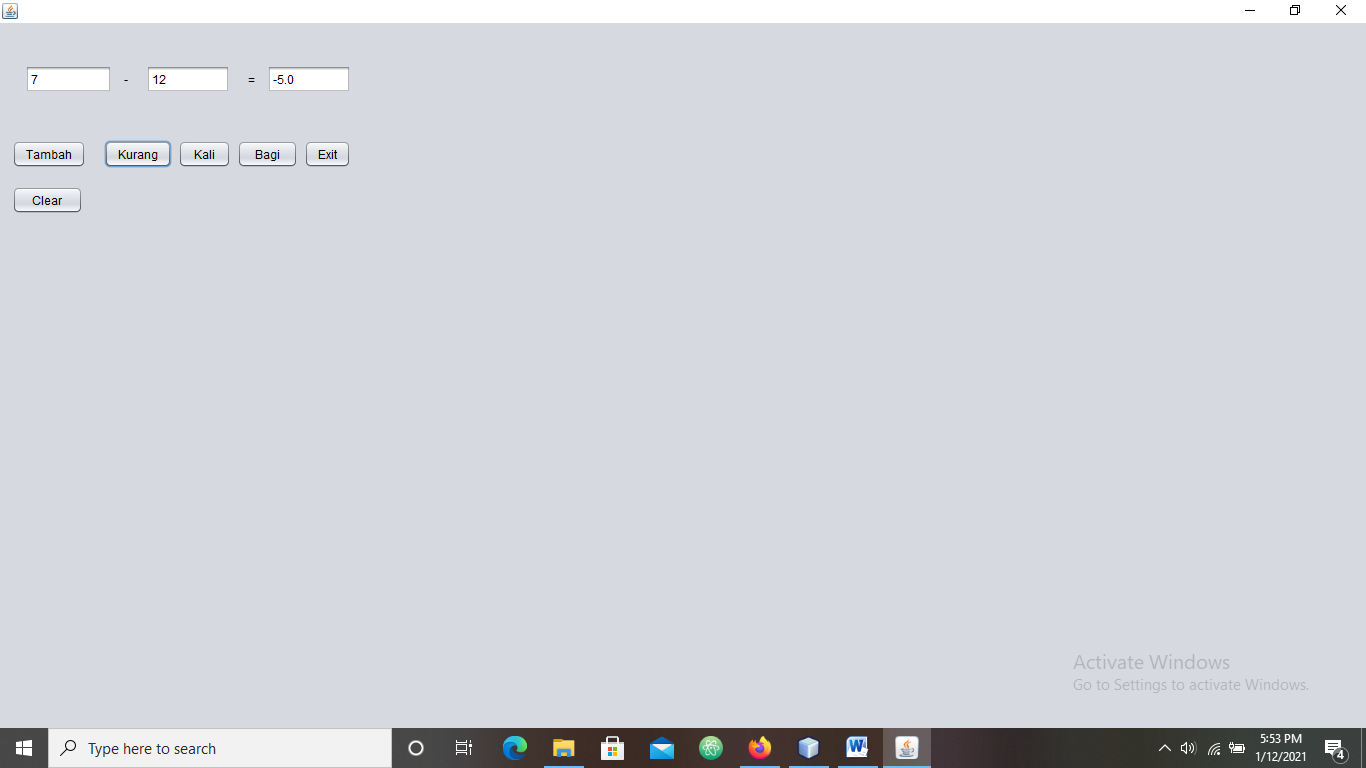 7 - 12 = -5.0
Tambah Kurang Kali Bagi Exit
Clear
Activate Windows
Go to Settings to activate Windows.
Type here to search
5:53 PM
1/12/2021
4